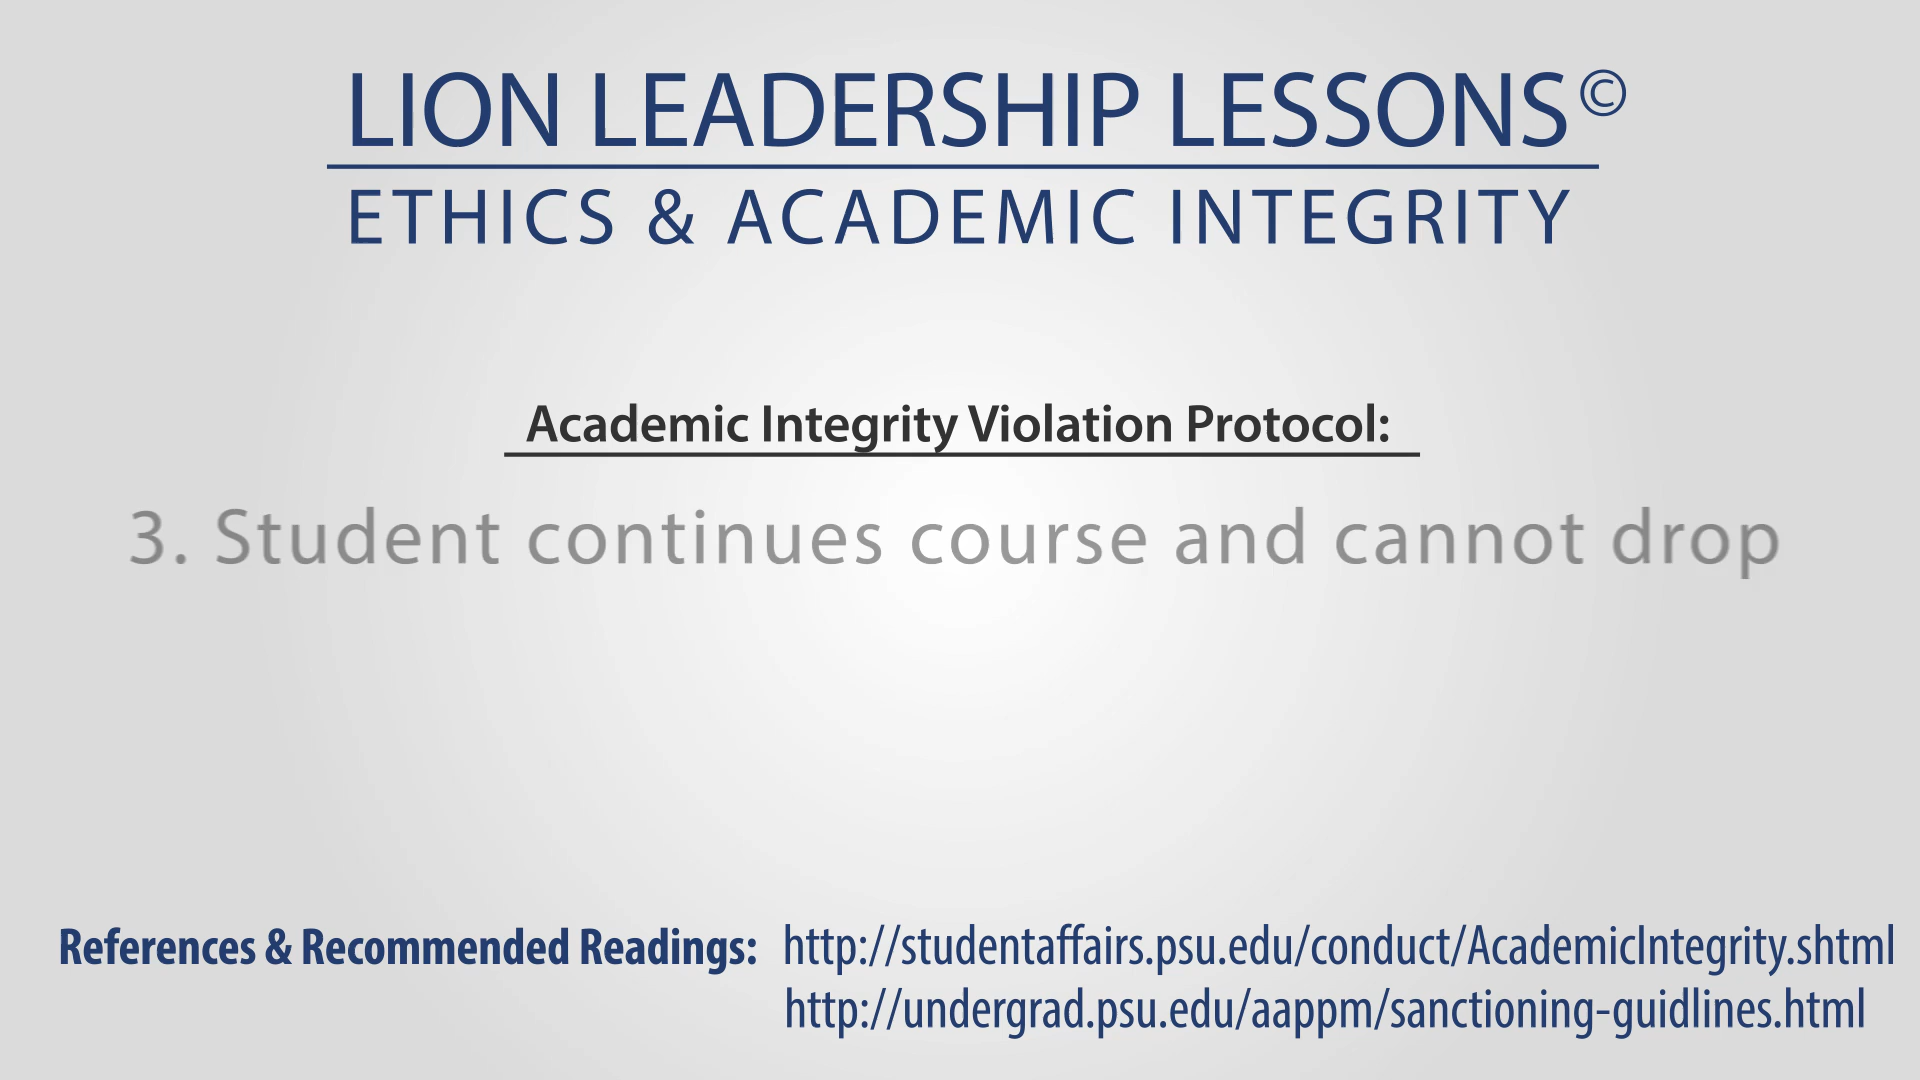 LION LEADERSHIP LESSONS©
ETHICS & ACADEMIC INTEGRITY
Academic Integrity Violation Protocol:
3. Student continues course and cannot drop
References & Recommended Readings: http://studentaffairs.psu.edu/conduct/AcademicIntegrity.shtml
http://undergrad.psu.edu/aappm/sanctioning-guidlines.html